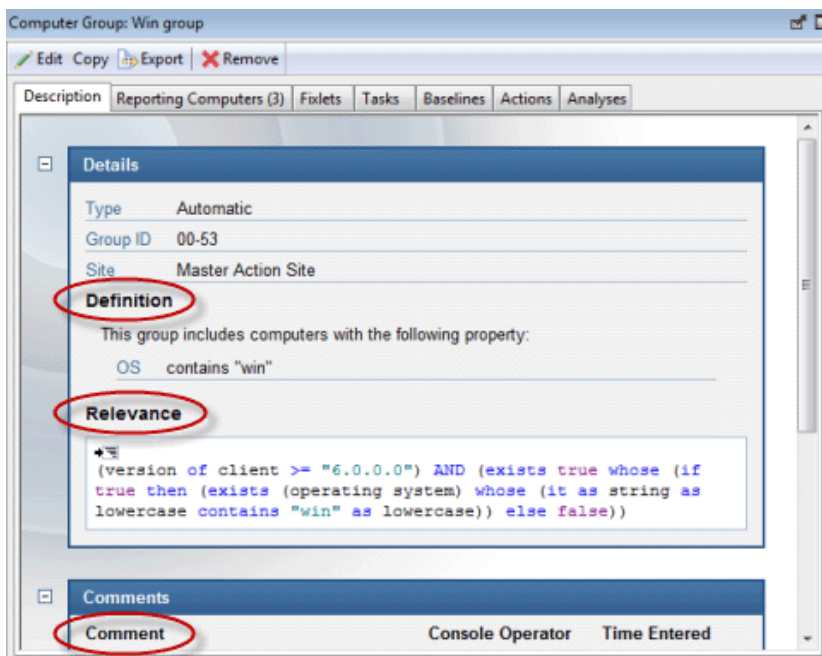 Computer Group: Win group
Edit Copy Export Remove
Description Reporting Computers (3) Fixlets Tasks Baselines Actions Analyses
Details
Type Automatic
Group ID 00-53
Site Master Action Site
Definition
This group includes computers with the following property:
OS contains "win"
Relevance
(version of client >= "6.0.0.0") AND (exists true whose (if
true then (exists (operating system) whose (it as string as
lowercase contains "win" as lowercase)) else false))
Comments
Comment Console Operator Time Entered